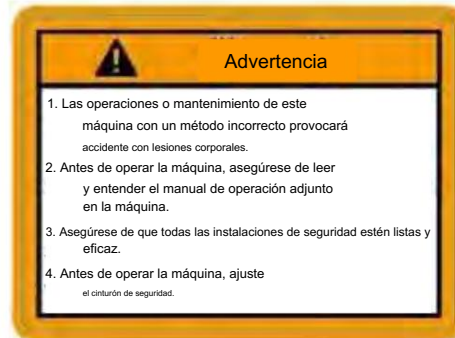 Advertencia
1. Las operaciones o mantenimiento de este
máquina con un método incorrecto provocará
accidente con lesiones corporales.
2. Antes de operar la máquina, asegúrese de leer
y entender el manual de operación adjunto
en la máquina.
3. Asegúrese de que todas las instalaciones de seguridad estén listas y
eficaz.
4. Antes de operar la máquina, ajuste
el cinturón de seguridad.